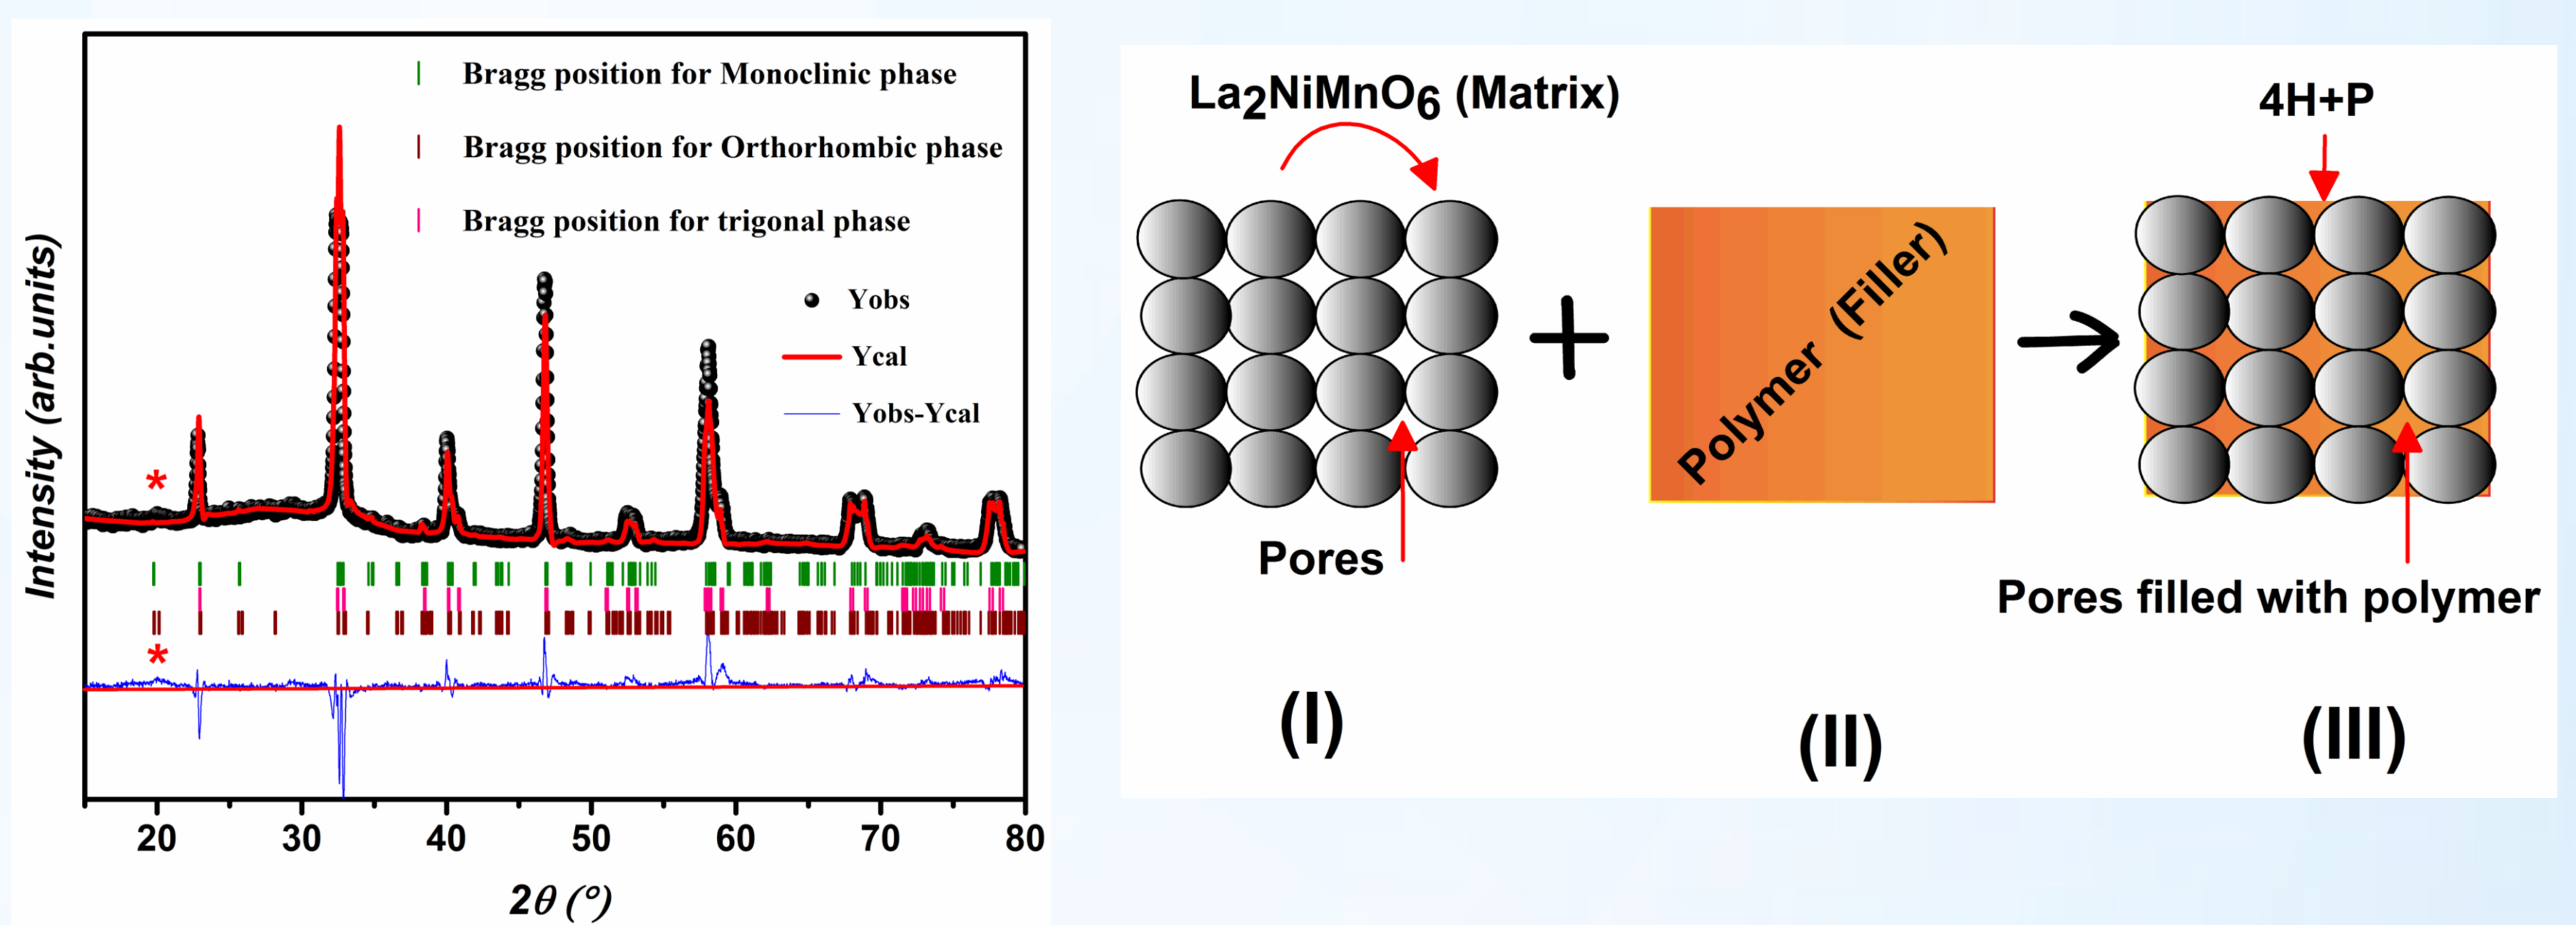 Bragg position for Monoclinic phase
Bragg position for Orthorhombic phase
Bragg position for trigonal phase
Yobs
Ycal
Yobs-Ycal
Intensity (arb.units)
*
*
20 30 40 50 60 70 80
2θ (°)
La2NiMnO6 (Matrix)
Pores
(I)
+
Polymer (Filler)
(II)
4H+P
Pores filled with polymer
(III)